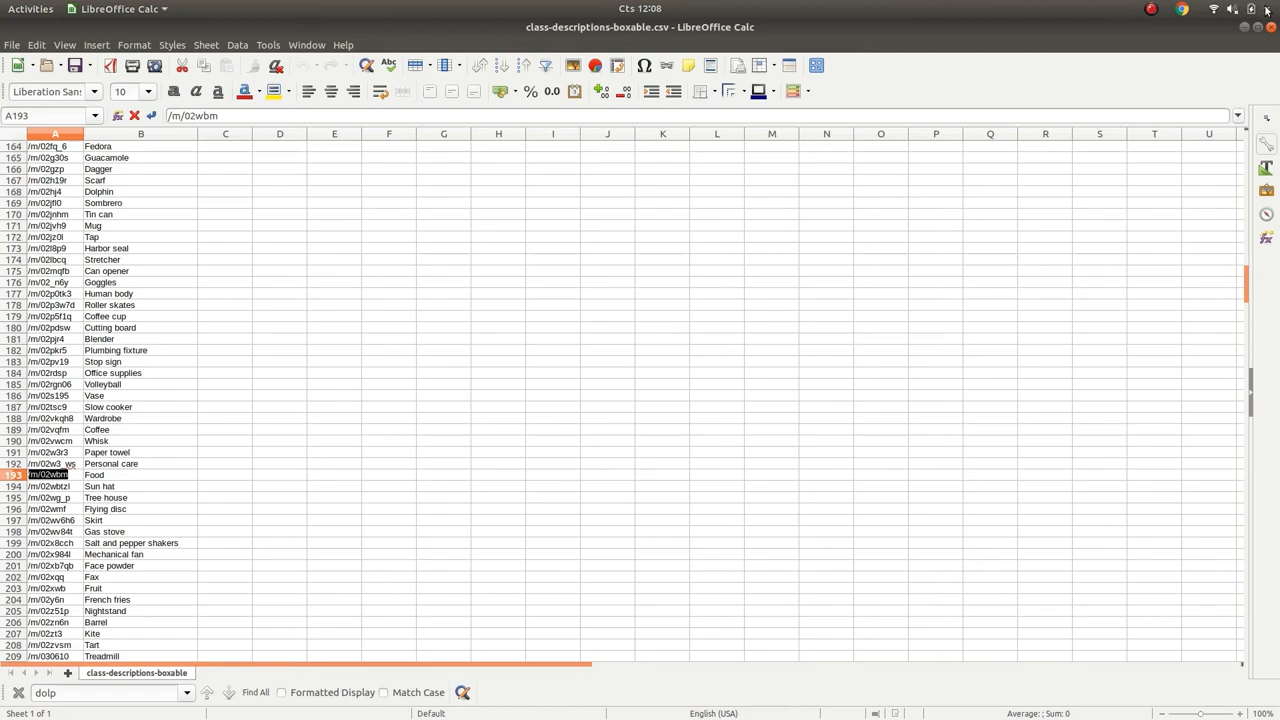 Activities LibreOffice Calc Cts 12:08
class-descriptions-boxable.csv - LibreOffice Calc
File Edit View Insert Format Styles Sheet Data Tools Window Help
Liberation Sans 10
A193 /m/02wbm
A B C D E F G H I J K L M N O P Q R S T U
164 /m/02fq_6 Fedora
165 /m/02g30s Guacamole
166 /m/02gzp Dagger
167 /m/02h19r Scarf
168 /m/02hj4 Dolphin
169 /m/02jfl0 Sombrero
170 /m/02jnhm Tin can
171 /m/02jvh9 Mug
172 /m/02jz0l Tap
173 /m/02l8p9 Harbor seal
174 /m/02lbcq Stretcher
175 /m/02mqfb Can opener
176 /m/02_n6y Goggles
177 /m/02p0tk3 Human body
178 /m/02p3w7d Roller skates
179 /m/02p5f1q Coffee cup
180 /m/02pdsw Cutting board
181 /m/02pjr4 Blender
182 /m/02pkr5 Plumbing fixture
183 /m/02pv19 Stop sign
184 /m/02rdsp Office supplies
185 /m/02rgn06 Volleyball
186 /m/02s195 Vase
187 /m/02tsc9 Slow cooker
188 /m/02vkqh8 Wardrobe
189 /m/02vqfm Coffee
190 /m/02vwcm Whisk
191 /m/02w3r3 Paper towel
192 /m/02w3_ws Personal care
193 /m/02wbm Food
194 /m/02wbtzl Sun hat
195 /m/02wg_p Tree house
196 /m/02wmf Flying disc
197 /m/02wv6h6 Skirt
198 /m/02wv84t Gas stove
199 /m/02x8cch Salt and pepper shakers
200 /m/02x984l Mechanical fan
201 /m/02xb7qb Face powder
202 /m/02xqq Fax
203 /m/02xwb Fruit
204 /m/02y6n French fries
205 /m/02z51p Nightstand
206 /m/02zn6n Barrel
207 /m/02zt3 Kite
208 /m/02zvsm Tart
209 /m/030610 Treadmill
class-descriptions-boxable
dolp Find All Formatted Display Match Case
Sheet 1 of 1 Default English (USA) Average: ; Sum: 0 100%